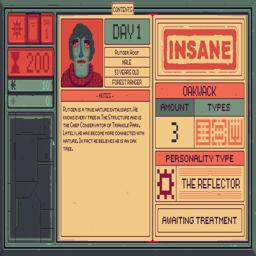 CONTENTS
DAY 1
RUTGER ROOP
MALE
53 YEARS OLD
FOREST RANGER
INSANE
200
NOTES
RUTGER IS A TRUE NATURE ENTHUSIAST. HE
KNOWS EVERY TREE IN THE STRUCTURE AND IS
THE CHIEF CONSERVATOR OF TRIANGLE PARK.
LATELY, HE HAS BECOME MORE CONNECTED WITH
NATURE. IN FACT HE BELIEVES HE IS AN OAK
TREE.
OAKWACK
AMOUNT
TYPES
3
PERSONALITY TYPE
THE REFLECTOR
AWAITING TREATMENT